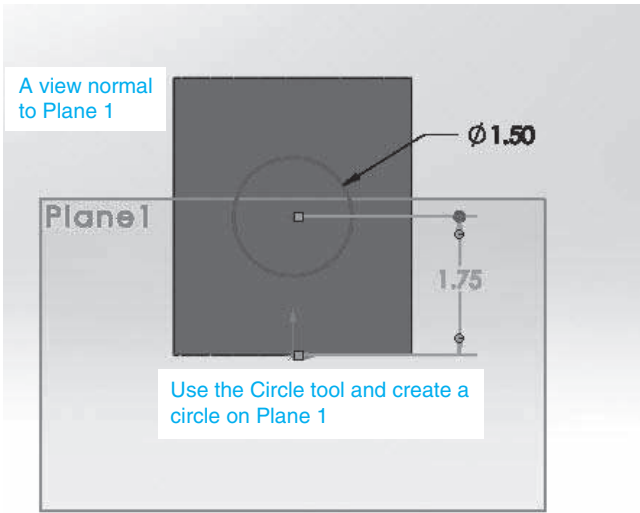 A view normal
to Plane 1
Ø1.50
Plane1
1.75
Use the Circle tool and create a
circle on Plane 1